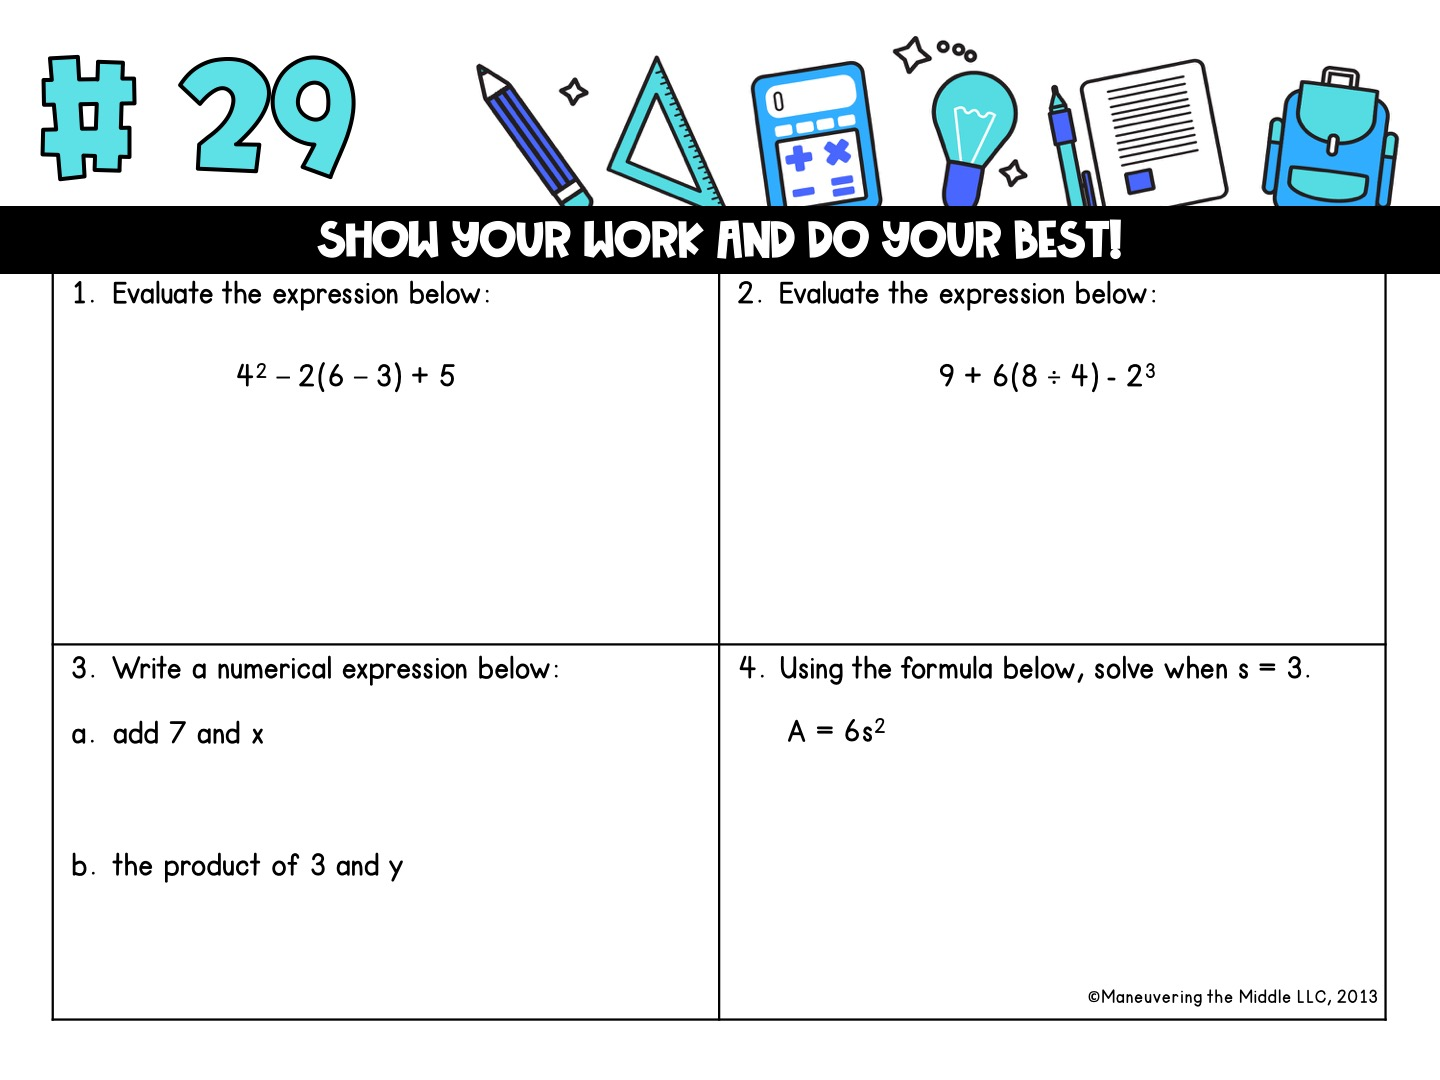 # 29
SHOW YOUR WORK AND DO YOUR BEST!
1. Evaluate the expression below:
4² – 2(6 – 3) + 5
2. Evaluate the expression below:
9 + 6(8 ÷ 4) - 2³
3. Write a numerical expression below:
a. add 7 and x
b. the product of 3 and y
4. Using the formula below, solve when s = 3.
A = 6s²
©Maneuvering the Middle LLC, 2013